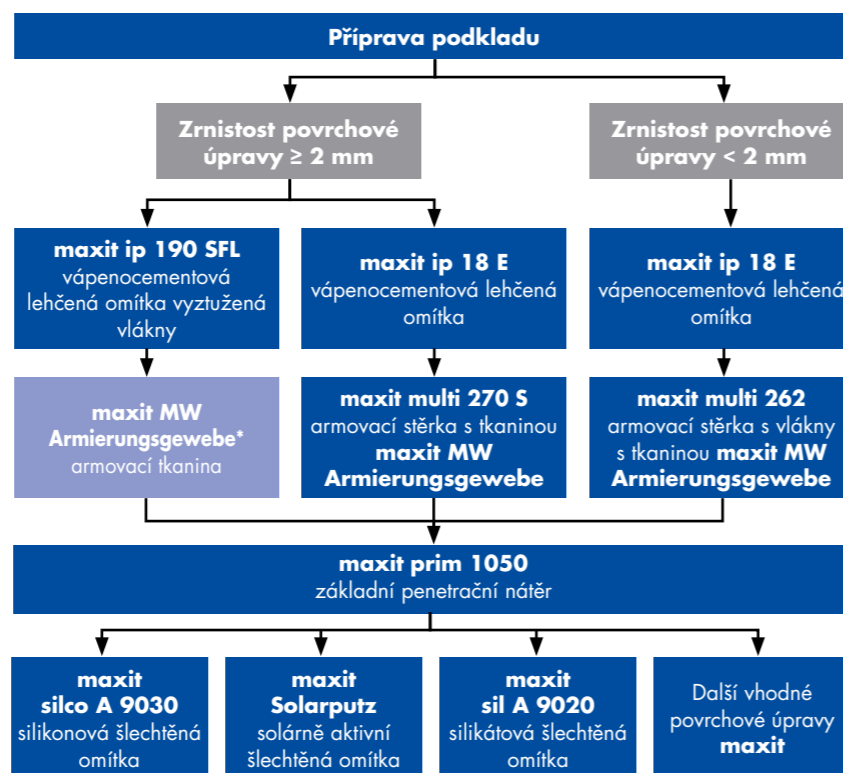 Příprava podkladu
Zrnistost povrchové
úpravy ≥ 2 mm
Zrnistost povrchové
úpravy < 2 mm
maxit ip 190 SFL
vápenocementová
lehčená omítka vyztužená
vlákny
maxit ip 18 E
vápenocementová lehčená
omítka
maxit ip 18 E
vápenocementová lehčená
omítka
maxit MW
Armierungsgewebe*
armovací tkanina
maxit multi 270 S
armovací stěrka s tkaninou
maxit MW
Armierungsgewebe
maxit multi 262
armovací stěrka s vlákny
s tkaninou maxit MW
Armierungsgewebe
maxit prim 1050
základní penetrační nátěr
maxit
silco A 9030
silikonová šlechtěná
omítka
maxit
Solarputz
solárně aktivní
šlechtěná omítka
maxit
sil A 9020
silikátová šlechtěná
omítka
Další vhodné
povrchové úpravy
maxit